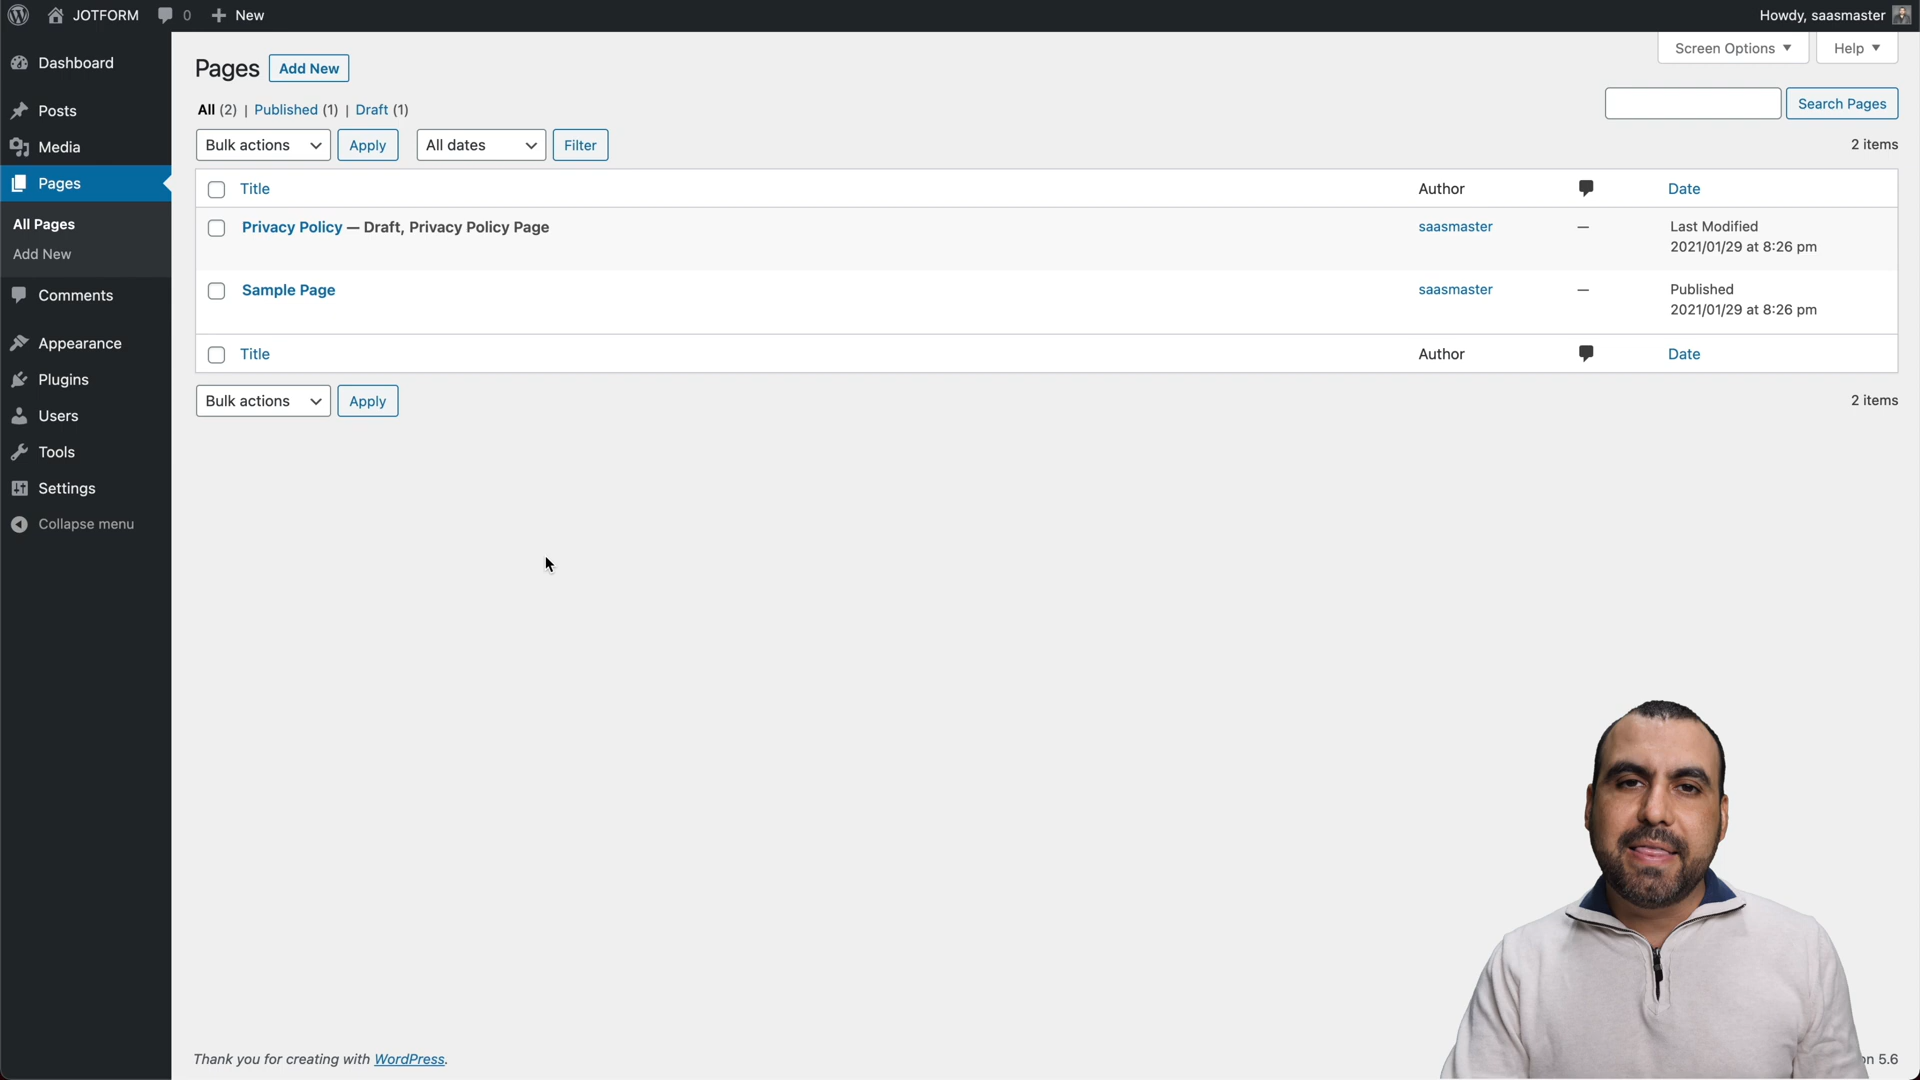 JOTFORM 0 New Howdy, saasmaster
Screen Options Help
Dashboard
Posts
Media
Pages
All Pages
Add New
Comments
Appearance
Plugins
Users
Tools
Settings
Collapse menu
Pages Add New
All (2) | Published (1) | Draft (1)
Search Pages
Bulk actions Apply All dates Filter 2 items
Title Author Date
Privacy Policy — Draft, Privacy Policy Page saasmaster — Last Modified
2021/01/29 at 8:26 pm
Sample Page saasmaster — Published
2021/01/29 at 8:26 pm
Title Author Date
Bulk actions Apply 2 items
Thank you for creating with WordPress. 5.6